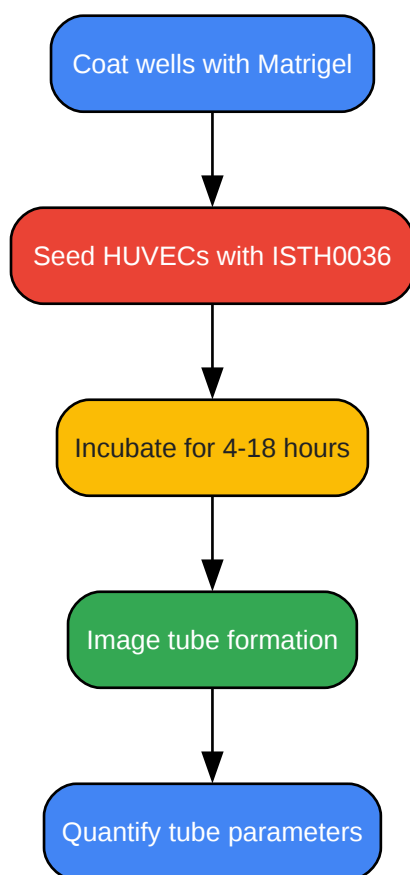 Coat wells with Matrigel
Seed HUVECs with ISTH0036
Incubate for 4-18 hours
Image tube formation
Quantify tube parameters